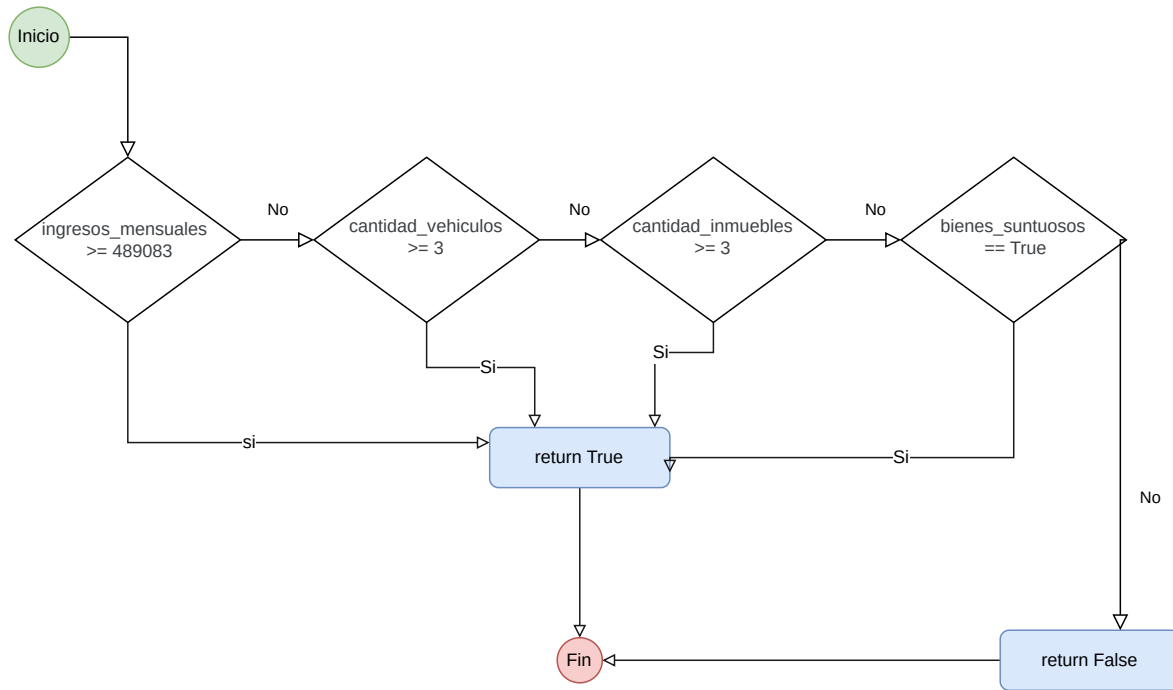 Inicio
No
No
No
ingresos_mensuales
>= 489083
cantidad_vehiculos
>= 3
cantidad_inmuebles
>= 3
bienes_suntuosos
== True
Si
Si
si
return True
Si
No
Fin
return False